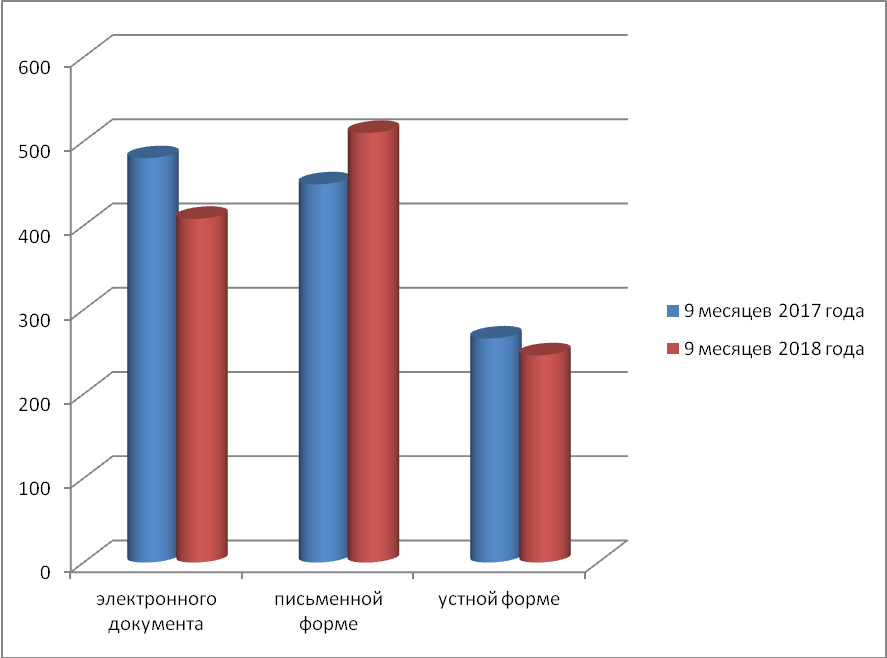 600
500
400
300
200
100
0
электронного
документа
письменной
форме
устной форме
9 месяцев 2017 года
9 месяцев 2018 года